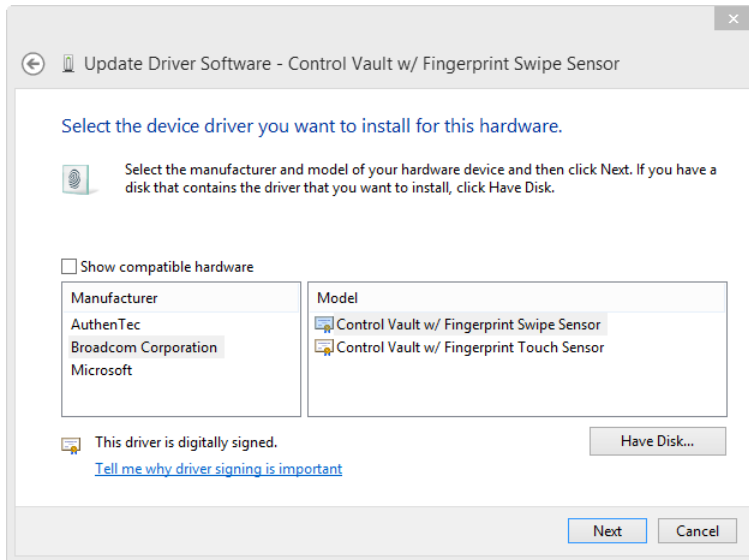 Update Driver Software - Control Vault w/ Fingerprint Swipe Sensor
Select the device driver you want to install for this hardware.
Select the manufacturer and model of your hardware device and then click Next. If you have a
disk that contains the driver that you want to install, click Have Disk.
Show compatible hardware
Manufacturer
AuthenTec
Broadcom Corporation
Microsoft
Model
Control Vault w/ Fingerprint Swipe Sensor
Control Vault w/ Fingerprint Touch Sensor
This driver is digitally signed.
Tell me why driver signing is important
Have Disk...
Next
Cancel